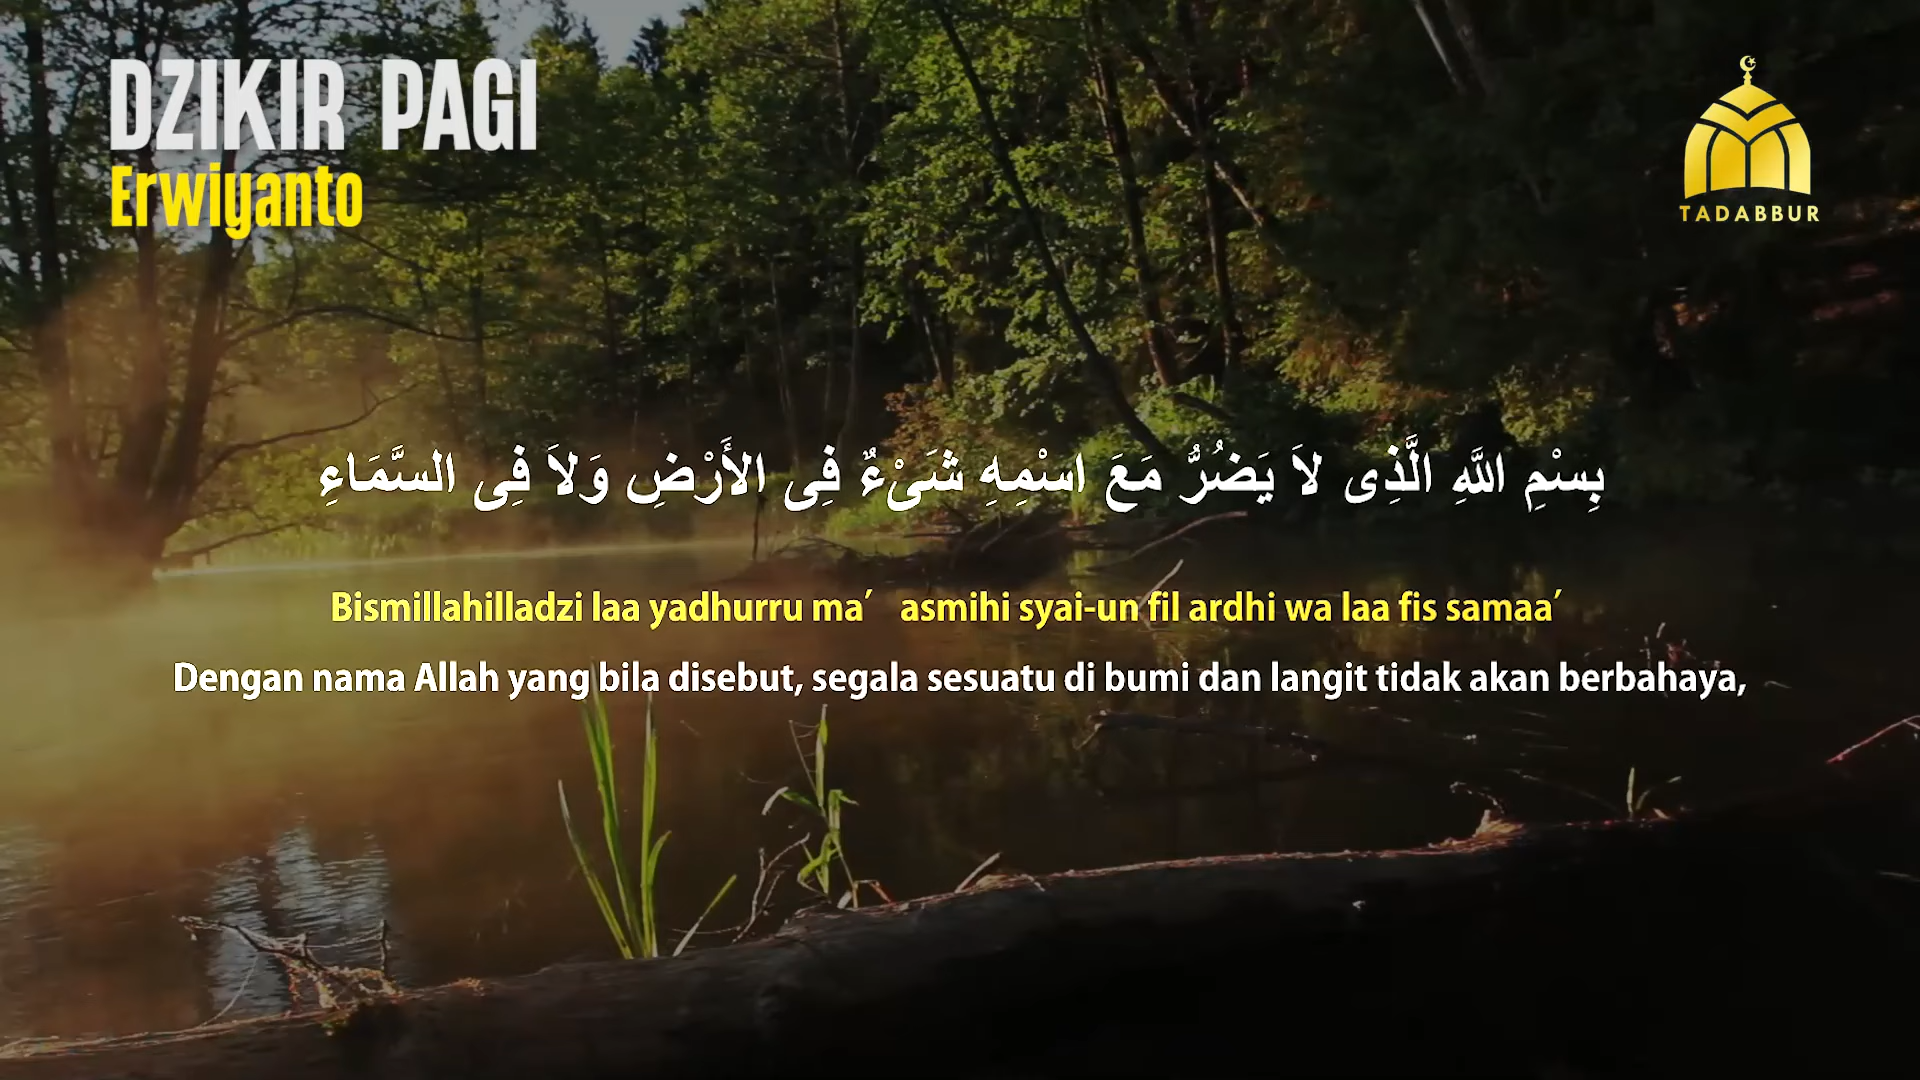 DZIKIR PAGI
Erwiyanto
TADABBUR
بِسْمِ اللَّهِ الَّذِى لاَ يَضُرُّ مَعَ اسْمِهِ شَىْءٌ فِى الأَرْضِ وَلاَ فِى السَّمَاءِ
Bismillahilladzi laa yadhurru ma´ asmihi syai-un fil ardhi wa laa fis samaa´
Dengan nama Allah yang bila disebut, segala sesuatu di bumi dan langit tidak akan berbahaya,